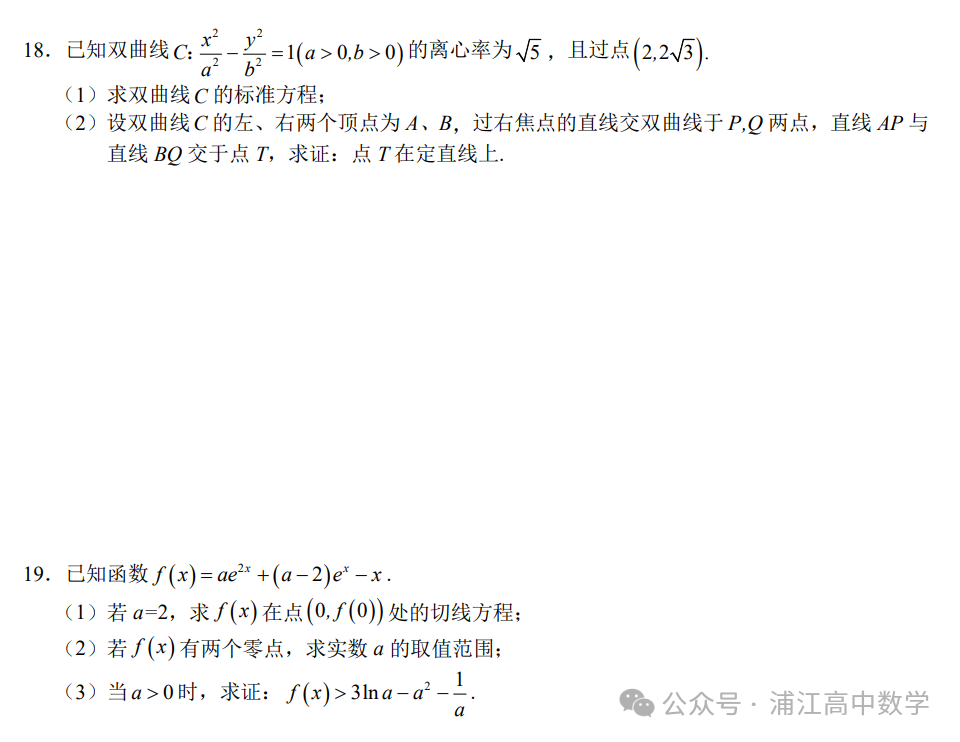 18．已知双曲线 C: x²/a² − y²/b² = 1(a > 0,b > 0) 的离心率为 √5 ，且过点 (2,2√3).
（1）求双曲线 C 的标准方程；
（2）设双曲线 C 的左、右两个顶点为 A、B，过右焦点的直线交双曲线于 P,Q 两点，直线 AP 与
直线 BQ 交于点 T，求证：点 T 在定直线上.
19．已知函数 f(x) = ae²ˣ + (a − 2)eˣ − x .
（1）若 a=2，求 f(x) 在点 (0, f(0)) 处的切线方程；
（2）若 f(x) 有两个零点，求实数 a 的取值范围；
（3）当 a > 0 时，求证： f(x) > 3ln a − a² − 1/a .
公众号 · 浦江高中数学